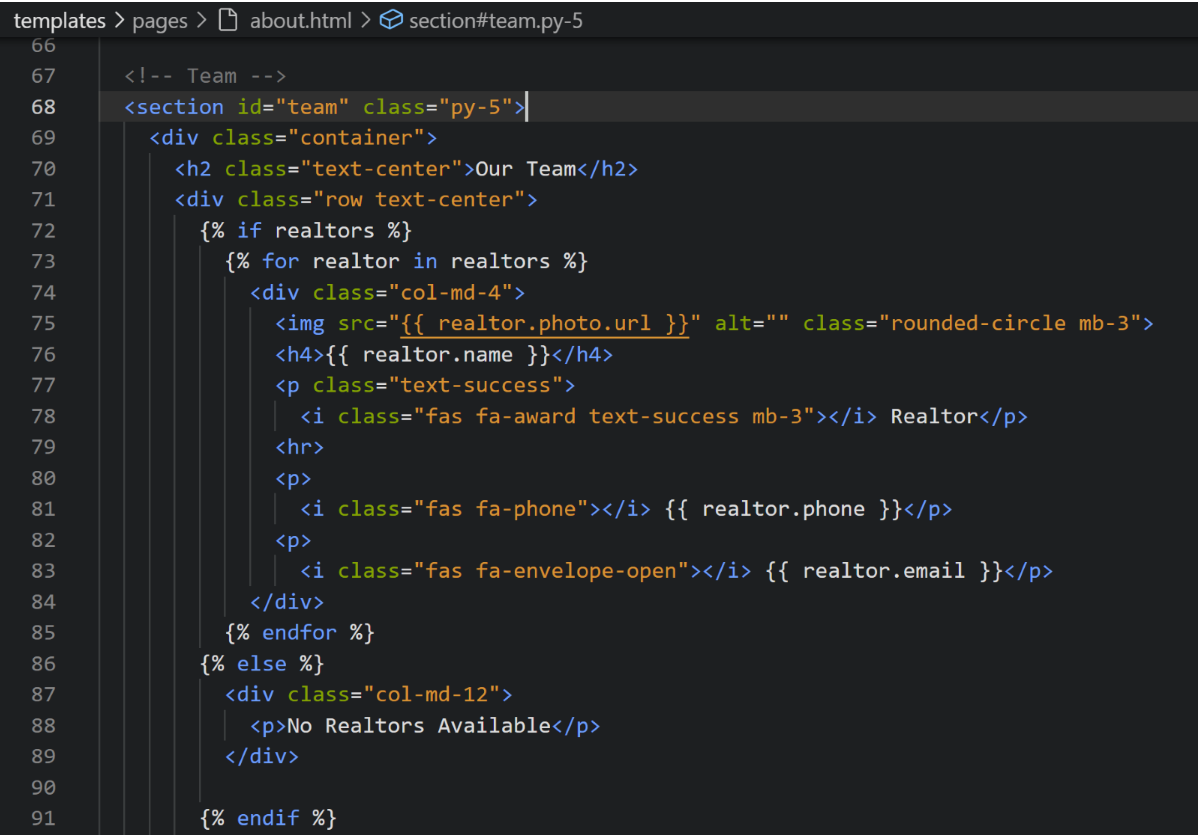 templates > pages > about.html > section#team.py-5
66
67 <!-- Team -->
68 <section id="team" class="py-5">
69 <div class="container">
70 <h2 class="text-center">Our Team</h2>
71 <div class="row text-center">
72 {% if realtors %}
73 {% for realtor in realtors %}
74 <div class="col-md-4">
75 <img src="{{ realtor.photo.url }}" alt="" class="rounded-circle mb-3">
76 <h4>{{ realtor.name }}</h4>
77 <p class="text-success">
78 <i class="fas fa-award text-success mb-3"></i> Realtor</p>
79 <hr>
80 <p>
81 <i class="fas fa-phone"></i> {{ realtor.phone }}</p>
82 <p>
83 <i class="fas fa-envelope-open"></i> {{ realtor.email }}</p>
84 </div>
85 {% endfor %}
86 {% else %}
87 <div class="col-md-12">
88 <p>No Realtors Available</p>
89 </div>
90
91 {% endif %}